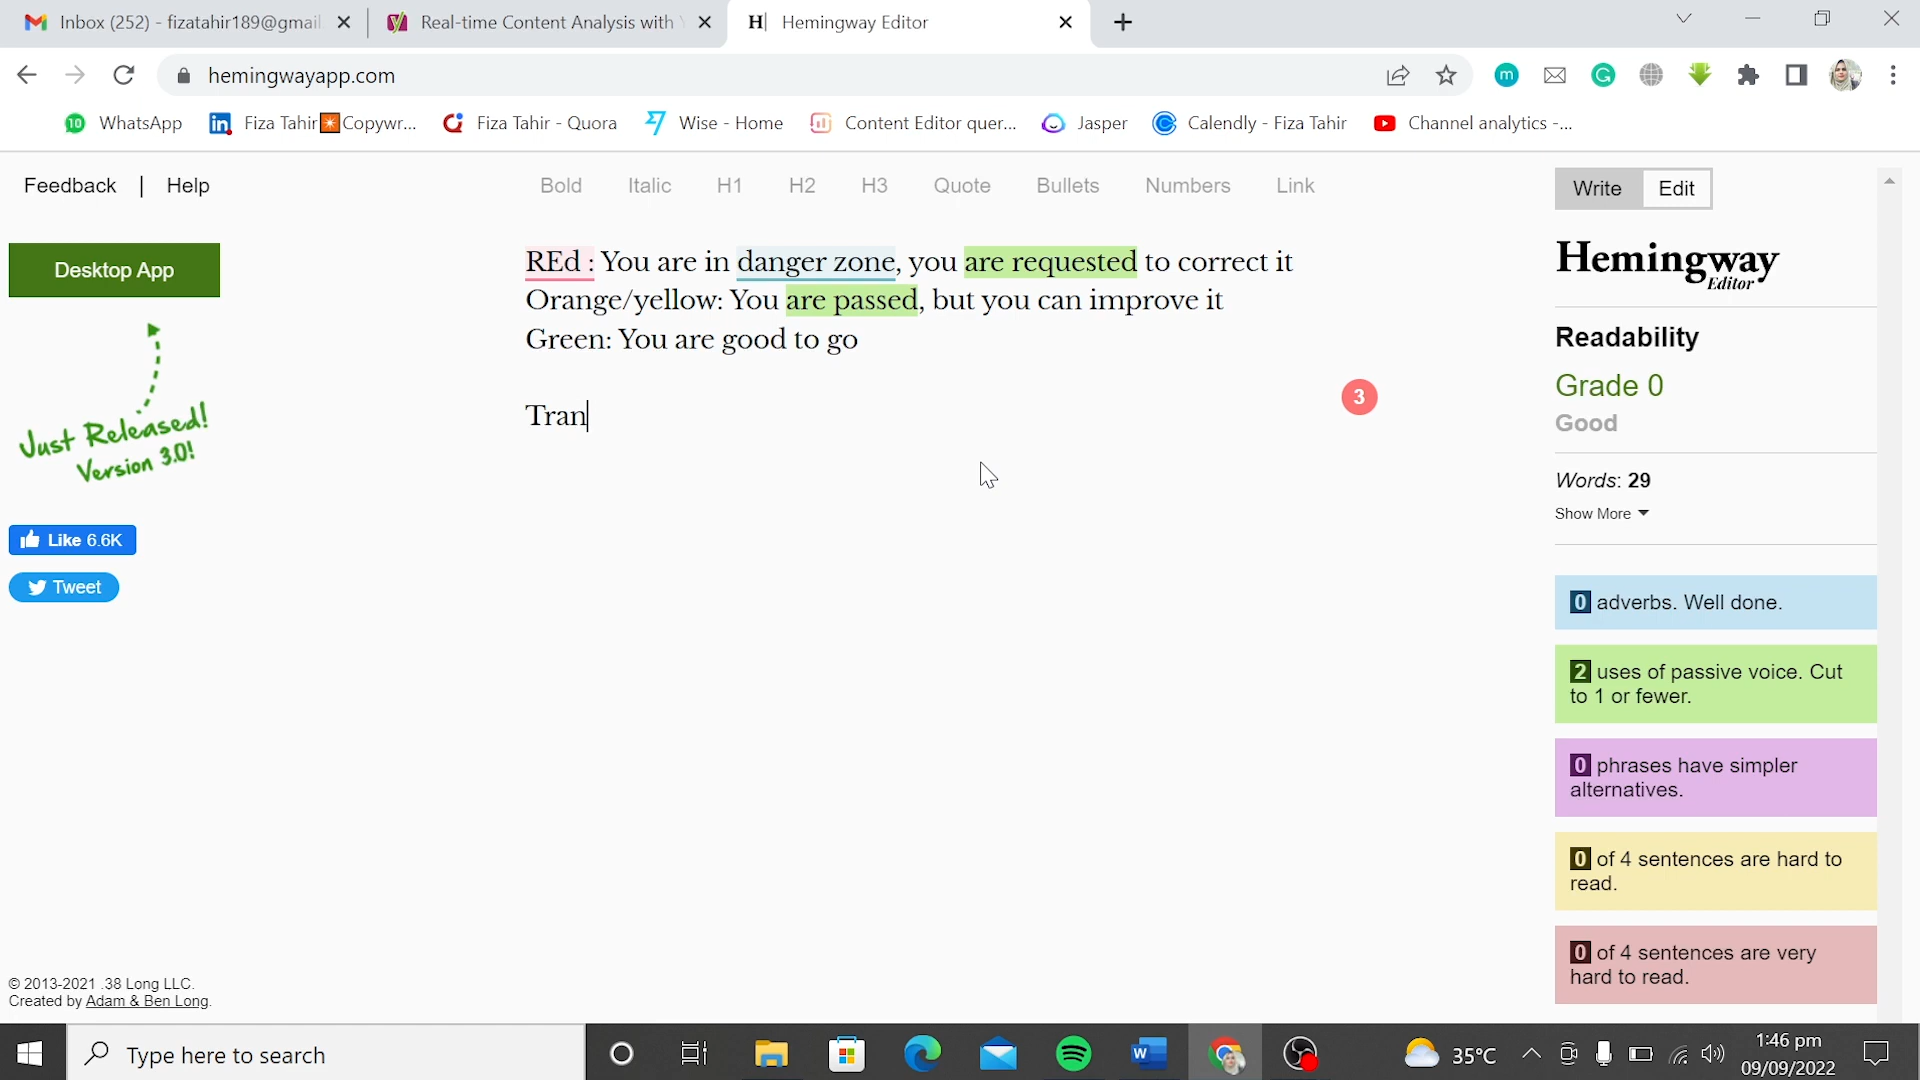 Inbox (252) - fizatahir189@gmail
Real-time Content Analysis with
H Hemingway Editor
hemingwayapp.com
WhatsApp
Fiza Tahir Copywr...
Fiza Tahir - Quora
Wise - Home
Content Editor quer...
Jasper
Calendly - Fiza Tahir
Channel analytics -...
Feedback | Help
Bold Italic H1 H2 H3 Quote Bullets Numbers Link
Write Edit
Desktop App
Just Released!
Version 3.0!
Like 6.6K
Tweet
REd : You are in danger zone, you are requested to correct it
Orange/yellow: You are passed, but you can improve it
Green: You are good to go
Tran
3
Hemingway
Editor
Readability
Grade 0
Good
Words: 29
Show More
0 adverbs. Well done.
2 uses of passive voice. Cut
to 1 or fewer.
0 phrases have simpler
alternatives.
0 of 4 sentences are hard to
read.
0 of 4 sentences are very
hard to read.
© 2013-2021 .38 Long LLC.
Created by Adam & Ben Long.
Type here to search
35°C
1:46 pm
09/09/2022